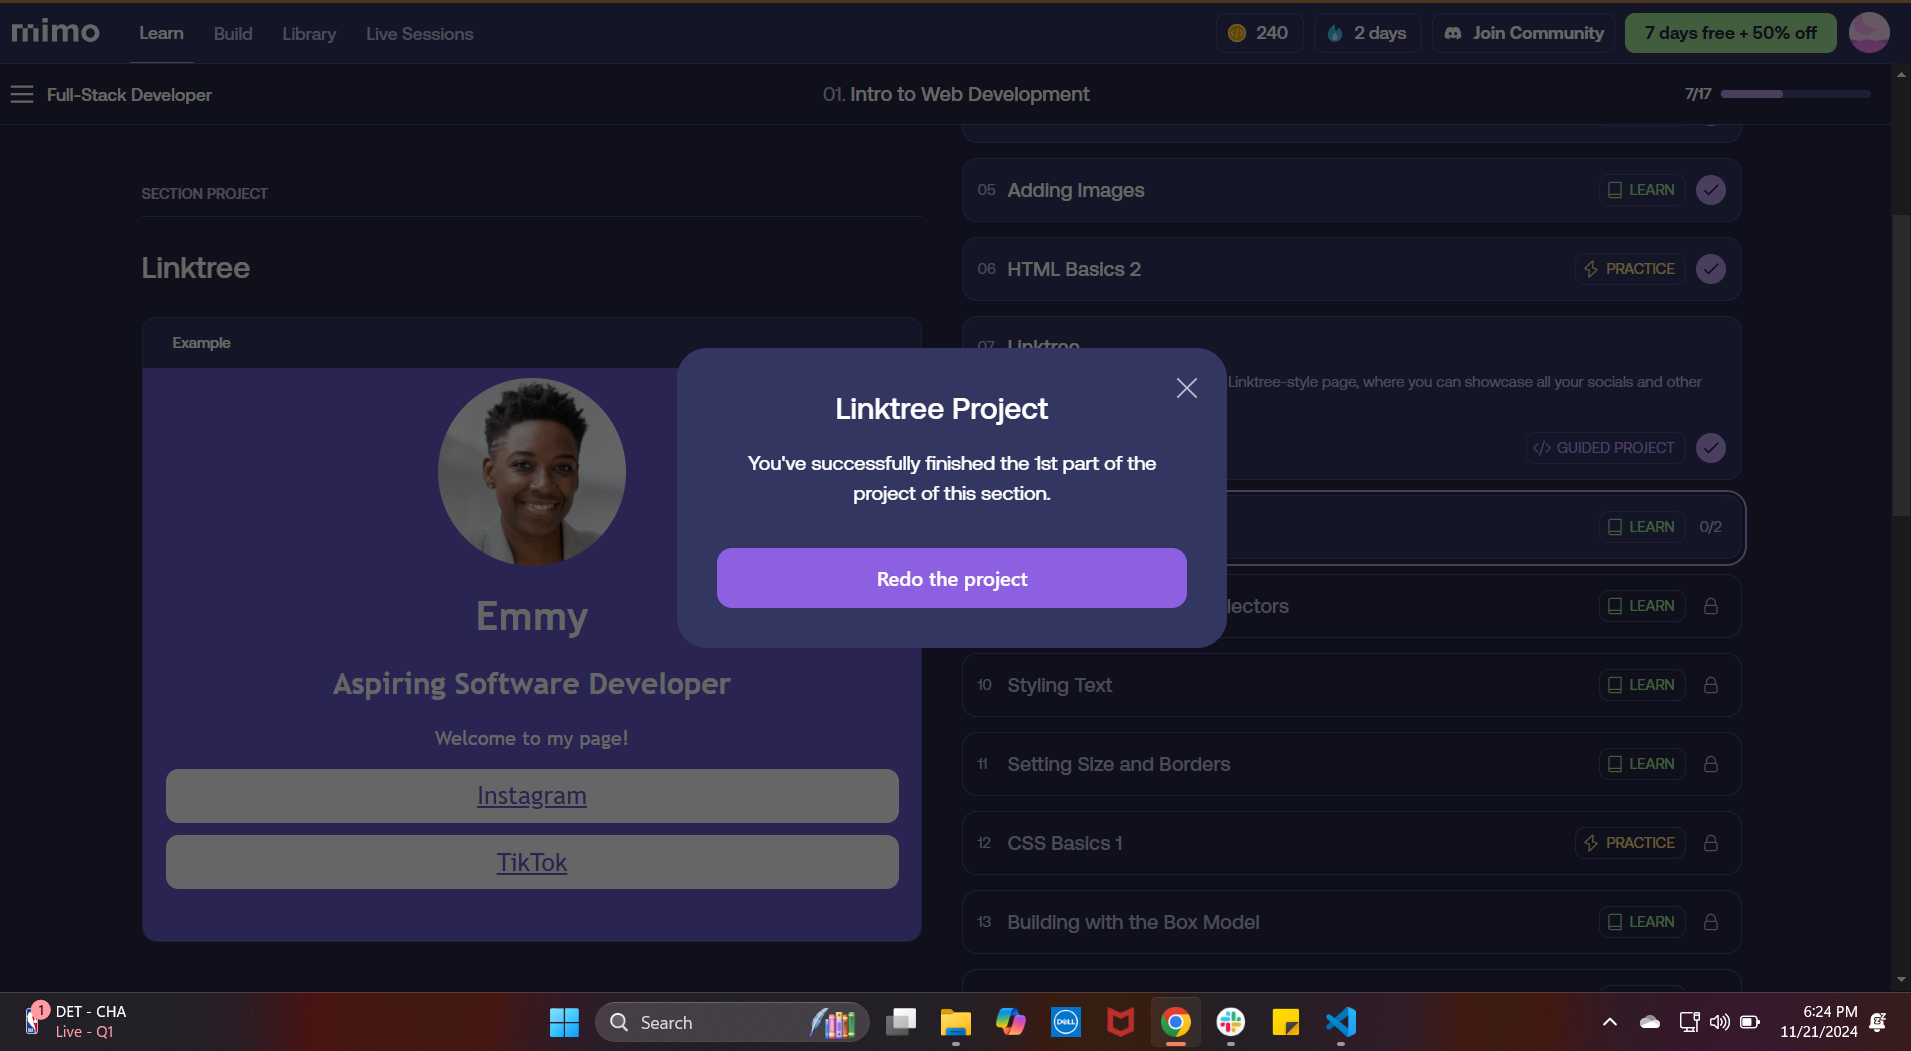 mimo
Learn
Build
Library
Live Sessions
240
2 days
Join Community
7 days free + 50% off
Full-Stack Developer
01. Intro to Web Development
7/17
SECTION PROJECT
Linktree
Example
Emmy
Aspiring Software Developer
Welcome to my page!
Instagram
TikTok
05 Adding Images
LEARN
06 HTML Basics 2
PRACTICE
07 Linktree
Linktree-style page, where you can showcase all your socials and other
GUIDED PROJECT
LEARN
0/2
lectors
LEARN
10 Styling Text
LEARN
11 Setting Size and Borders
LEARN
12 CSS Basics 1
PRACTICE
13 Building with the Box Model
LEARN
Linktree Project
You've successfully finished the 1st part of the
project of this section.
Redo the project
1
DET - CHA
Live - Q1
Search
DELL
6:24 PM
11/21/2024